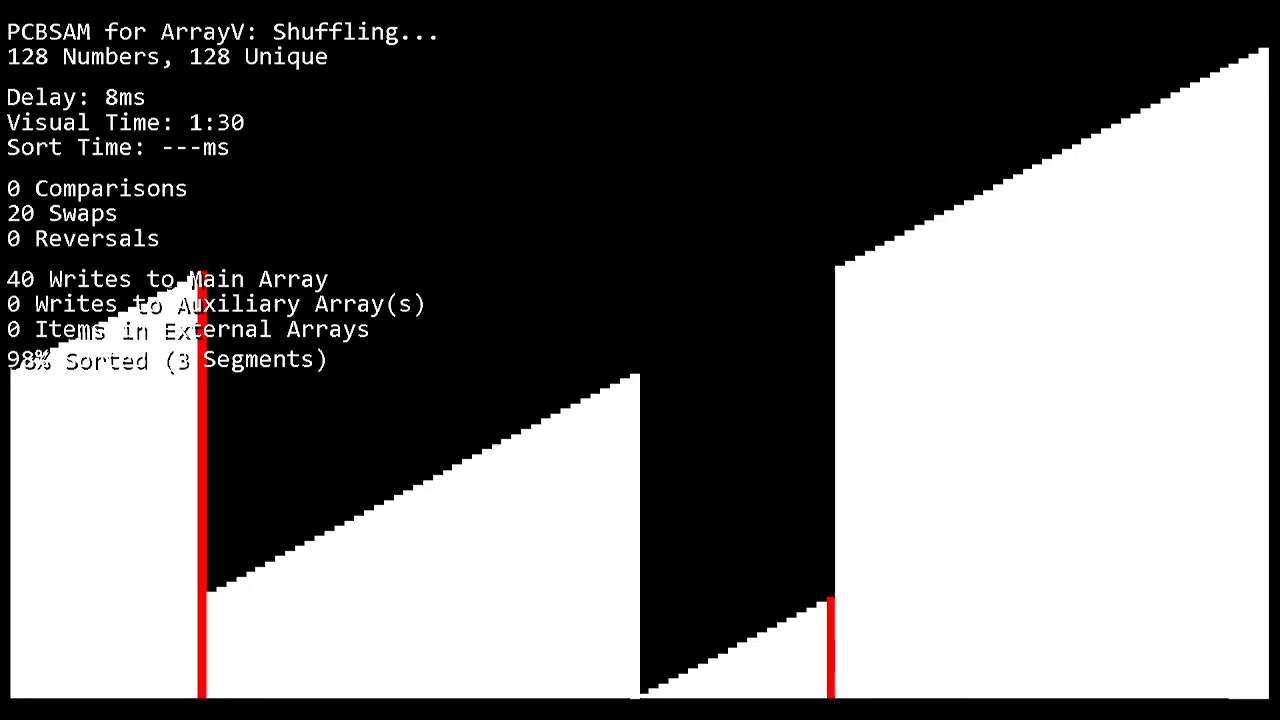 PCBSAM for ArrayV: Shuffling...
128 Numbers, 128 Unique
Delay: 8ms
Visual Time: 1:30
Sort Time: ---ms
0 Comparisons
20 Swaps
0 Reversals
40 Writes to Main Array
0 Writes to Auxiliary Array(s)
0 Items in External Arrays
98% Sorted (3 Segments)